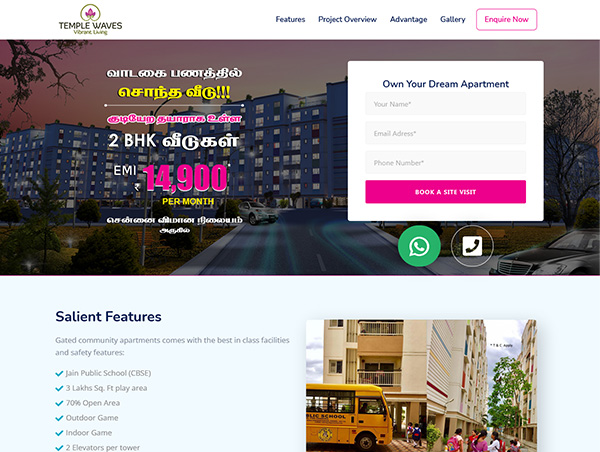 TEMPLE WAVES
Vibrant Living
Features
Project Overview
Advantage
Gallery
Enquire Now
வாடகை பணத்தில்
சொந்த வீடு!!!
குடியேற தயாராக உள்ள
2 BHK வீடுகள்
EMI ₹ 14,900*
PER MONTH
சென்னை விமான நிலையம்
அருகில்
Own Your Dream Apartment
Your Name*
Email Adress*
Phone Number*
BOOK A SITE VISIT
Salient Features
Gated community apartments comes with the best in class facilities
and safety features:
Jain Public School (CBSE)
3 Lakhs Sq. Ft play area
70% Open Area
Outdoor Game
Indoor Game
2 Elevators per tower
* T & C Apply
BLIC SCHOOL